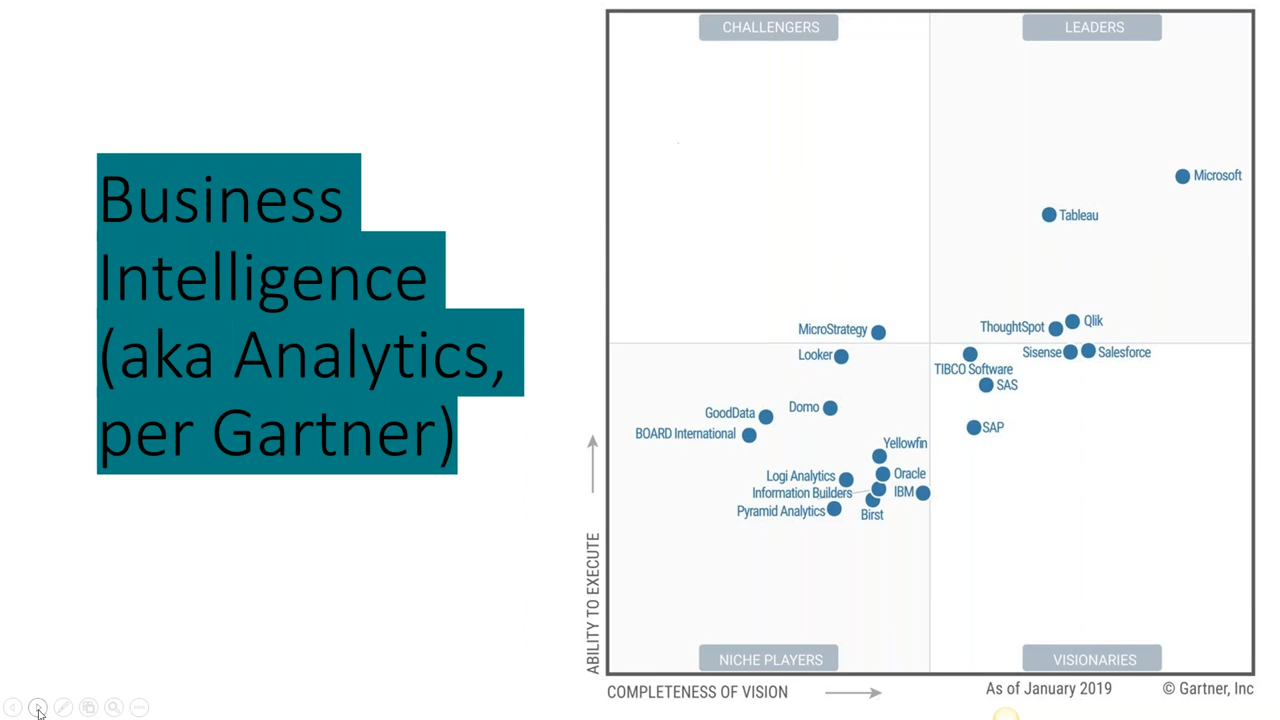 Business
Intelligence
(aka Analytics,
per Gartner)
CHALLENGERS
LEADERS
Microsoft
Tableau
MicroStrategy
ThoughtSpot
Qlik
Looker
Sisense
Salesforce
TIBCO Software
SAS
Domo
GoodData
BOARD International
SAP
Yellowfin
Logi Analytics
Oracle
Information Builders
IBM
Pyramid Analytics
Birst
ABILITY TO EXECUTE
NICHE PLAYERS
VISIONARIES
COMPLETENESS OF VISION
As of January 2019
© Gartner, Inc